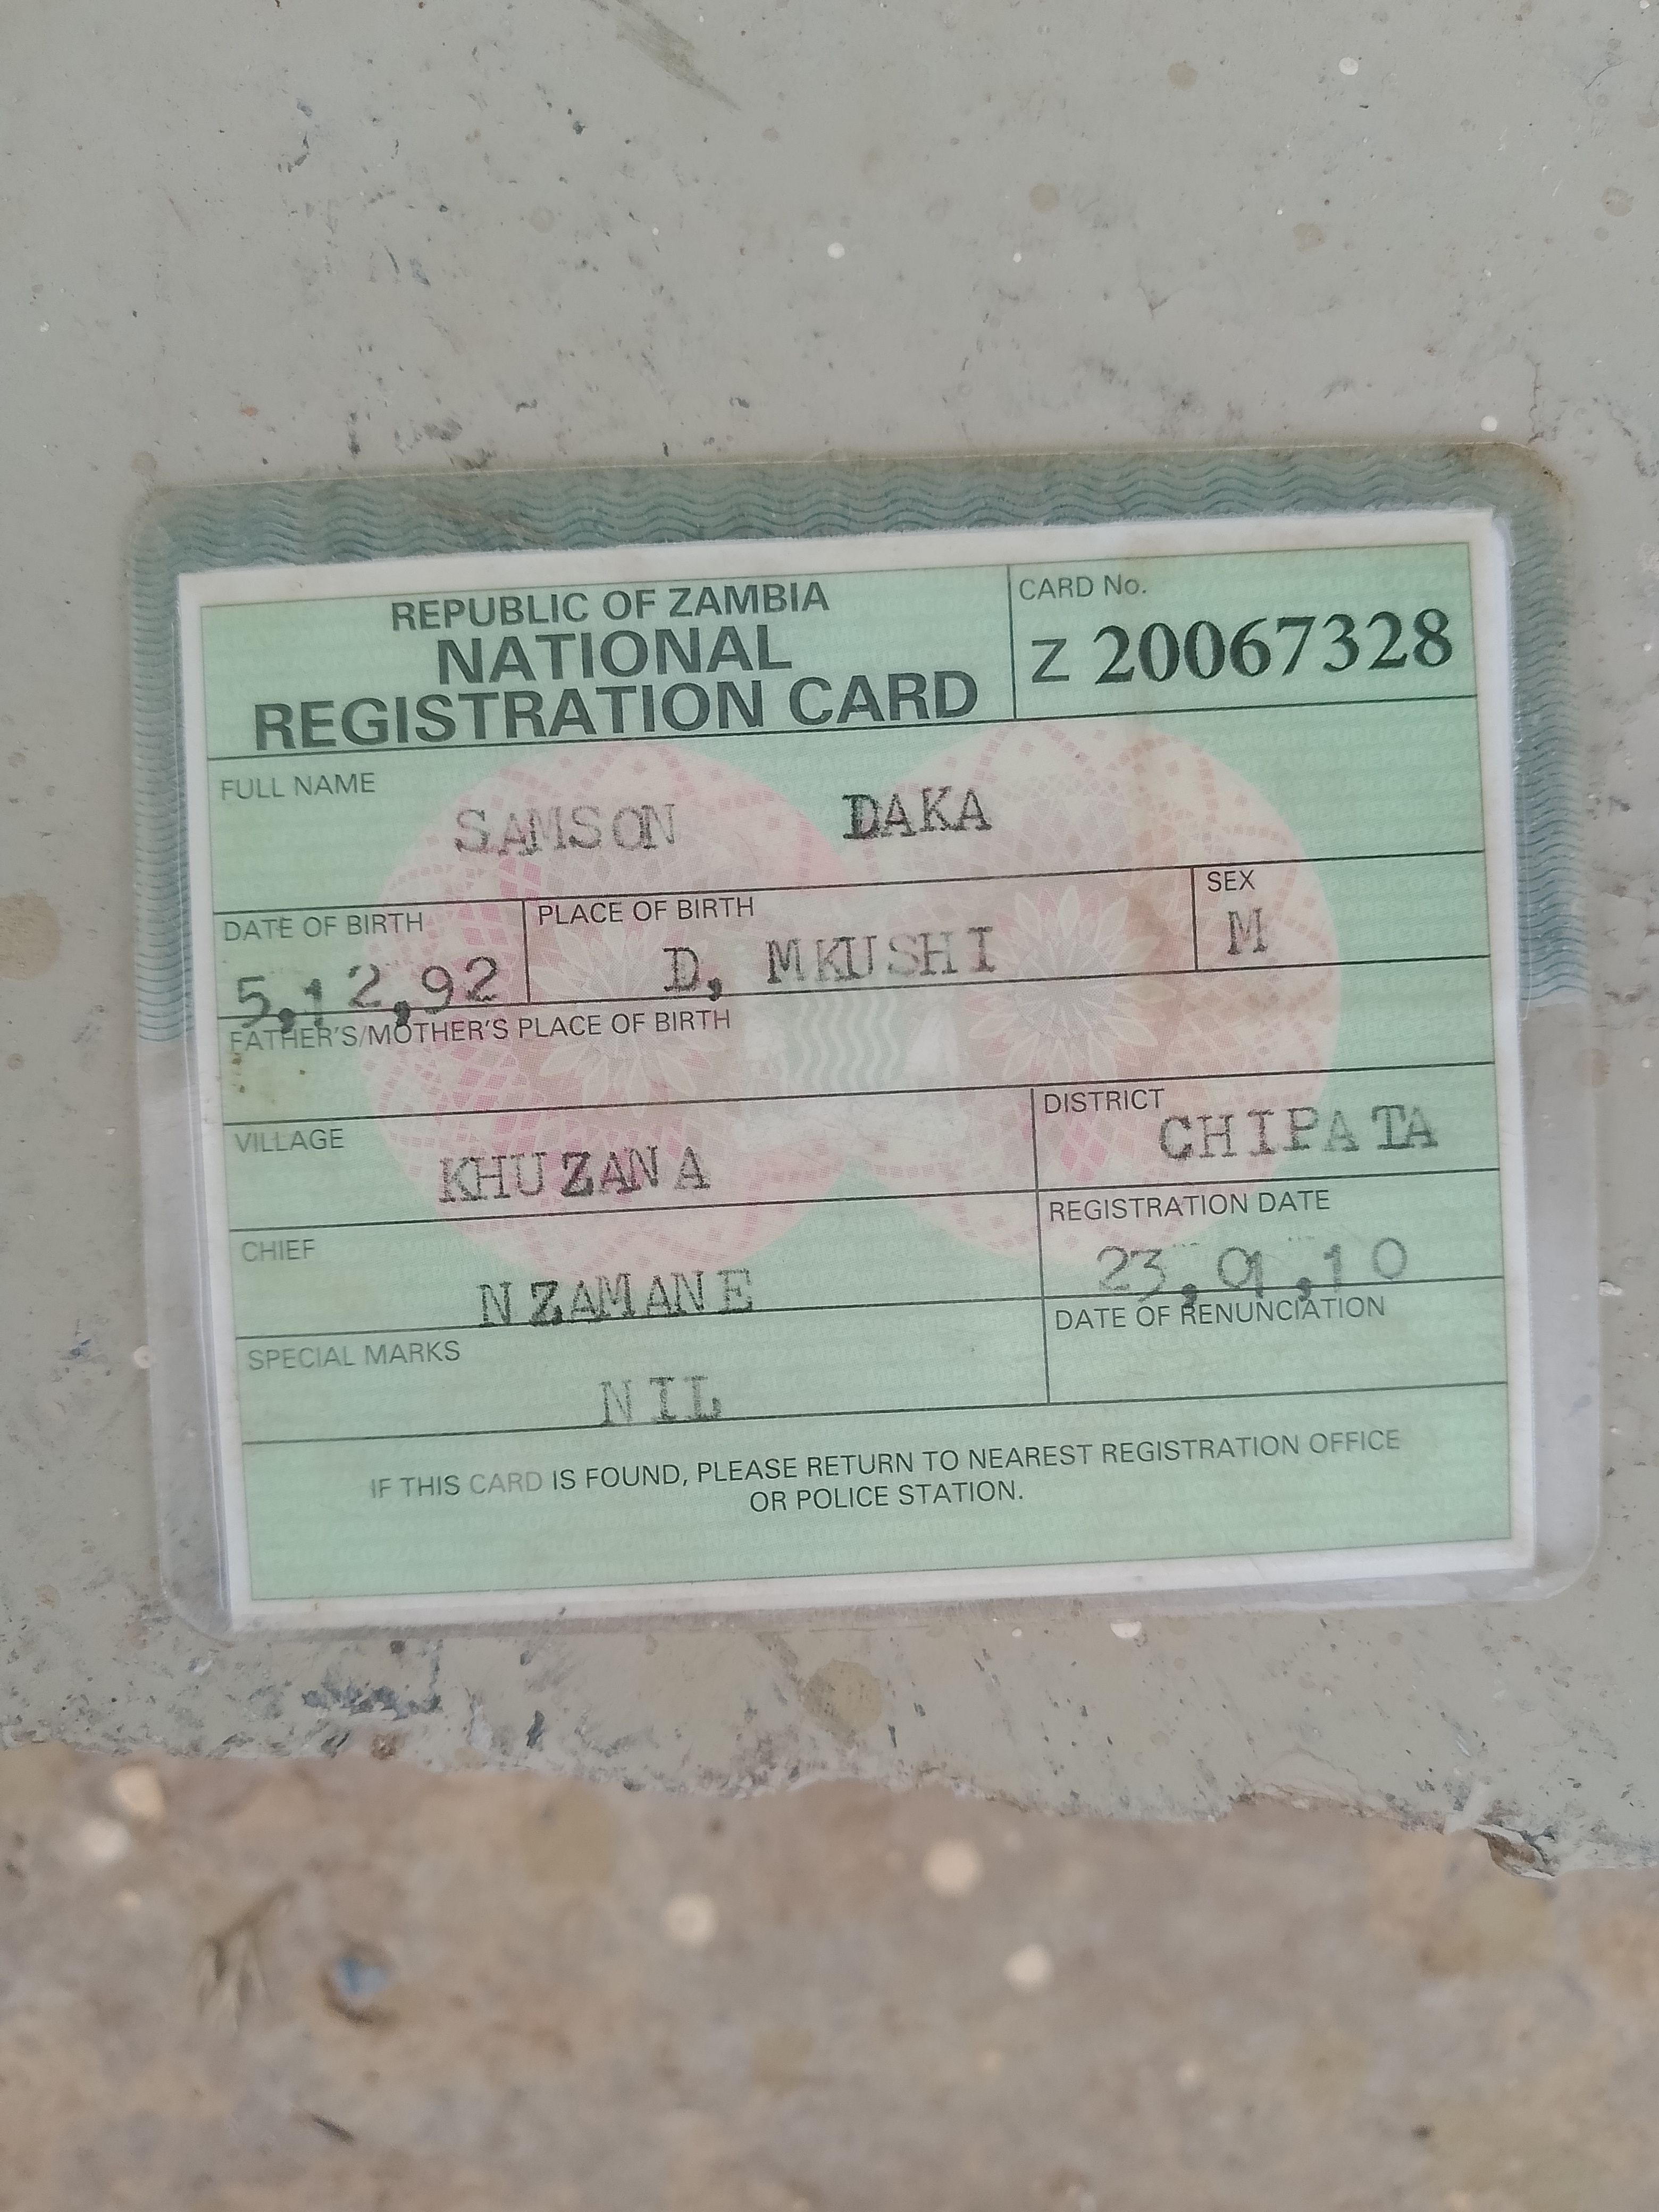 REPUBLIC OF ZAMBIA
NATIONAL
REGISTRATION CARD
CARD No.
Z 20067328
FULL NAME
SAMSON DAKA
DATE OF BIRTH
5,12,92
PLACE OF BIRTH
D, MKUSHI
SEX
M
FATHER'S/MOTHER'S PLACE OF BIRTH
VILLAGE
KHUZANA
DISTRICT
CHIPATA
CHIEF
NZAMANE
REGISTRATION DATE
23,01,10
SPECIAL MARKS
NIL
DATE OF RENUNCIATION
IF THIS CARD IS FOUND, PLEASE RETURN TO NEAREST REGISTRATION OFFICE
OR POLICE STATION.